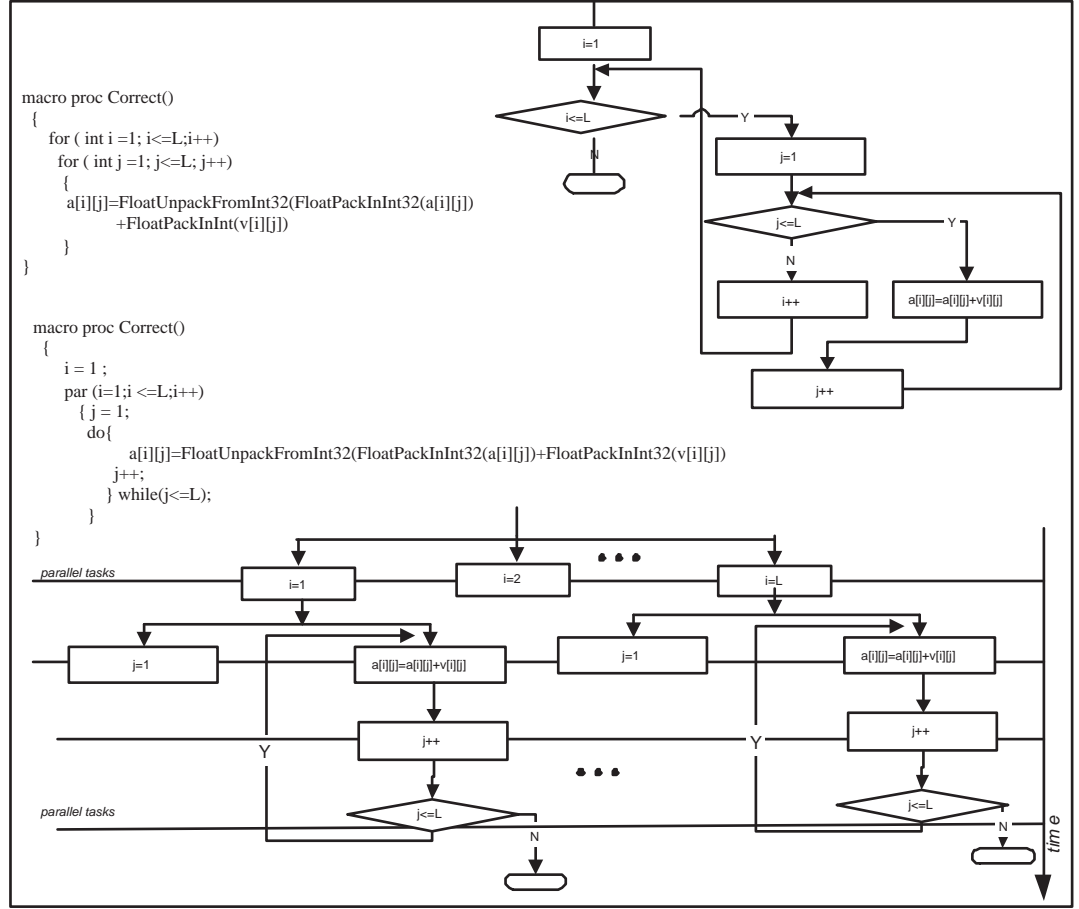 macro proc Correct()
{
for ( int i =1; i<=L;i++)
for ( int j =1; j<=L; j++)
{
a[i][j]=FloatUnpackFromInt32(FloatPackInInt32(a[i][j])
+FloatPackInInt(v[i][j])
}
}
i=1
i<=L
Y
N
j=1
j<=L
Y
N
i++
a[i][j]=a[i][j]+v[i][j]
j++
macro proc Correct()
{
i = 1 ;
par (i=1;i <=L;i++)
{ j = 1;
do{
a[i][j]=FloatUnpackFromInt32(FloatPackInInt32(a[i][j])+FloatPackInInt32(v[i][j])
j++;
} while(j<=L);
}
}
parallel tasks
i=1
i=2
i=L
j=1
a[i][j]=a[i][j]+v[i][j]
j=1
a[i][j]=a[i][j]+v[i][j]
j++
j++
Y
Y
parallel tasks
j<=L
j<=L
N
N
time